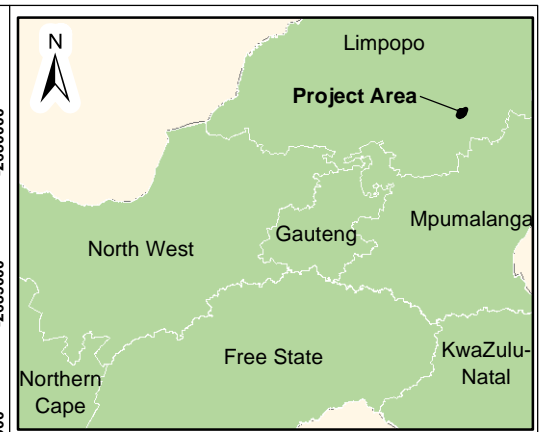 N
Limpopo
Project Area
Mpumalanga
Gauteng
North West
Free State
KwaZulu-
Natal
Northern
Cape